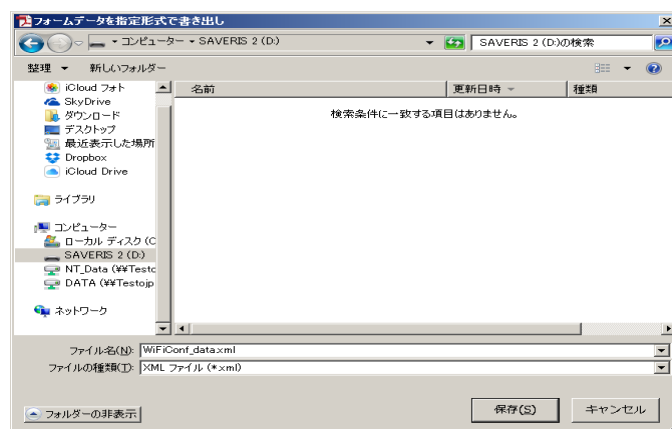 フォームデータを指定形式で書き出し
コンピューター SAVERIS 2 (D:)
SAVERIS 2 (D:)の検索
整理 新しいフォルダー
名前 更新日時 種類
検索条件に一致する項目はありません。
iCloud フォト
SkyDrive
ダウンロード
デスクトップ
最近表示した場所
Dropbox
iCloud Drive
ライブラリ
コンピューター
ローカル ディスク (C
SAVERIS 2 (D:)
NT_Data (¥¥Testo
DATA (¥¥Testojp
ネットワーク
ファイル名(N): WiFiConf_data.xml
ファイルの種類(T): XML ファイル (*.xml)
フォルダーの非表示
保存(S) キャンセル